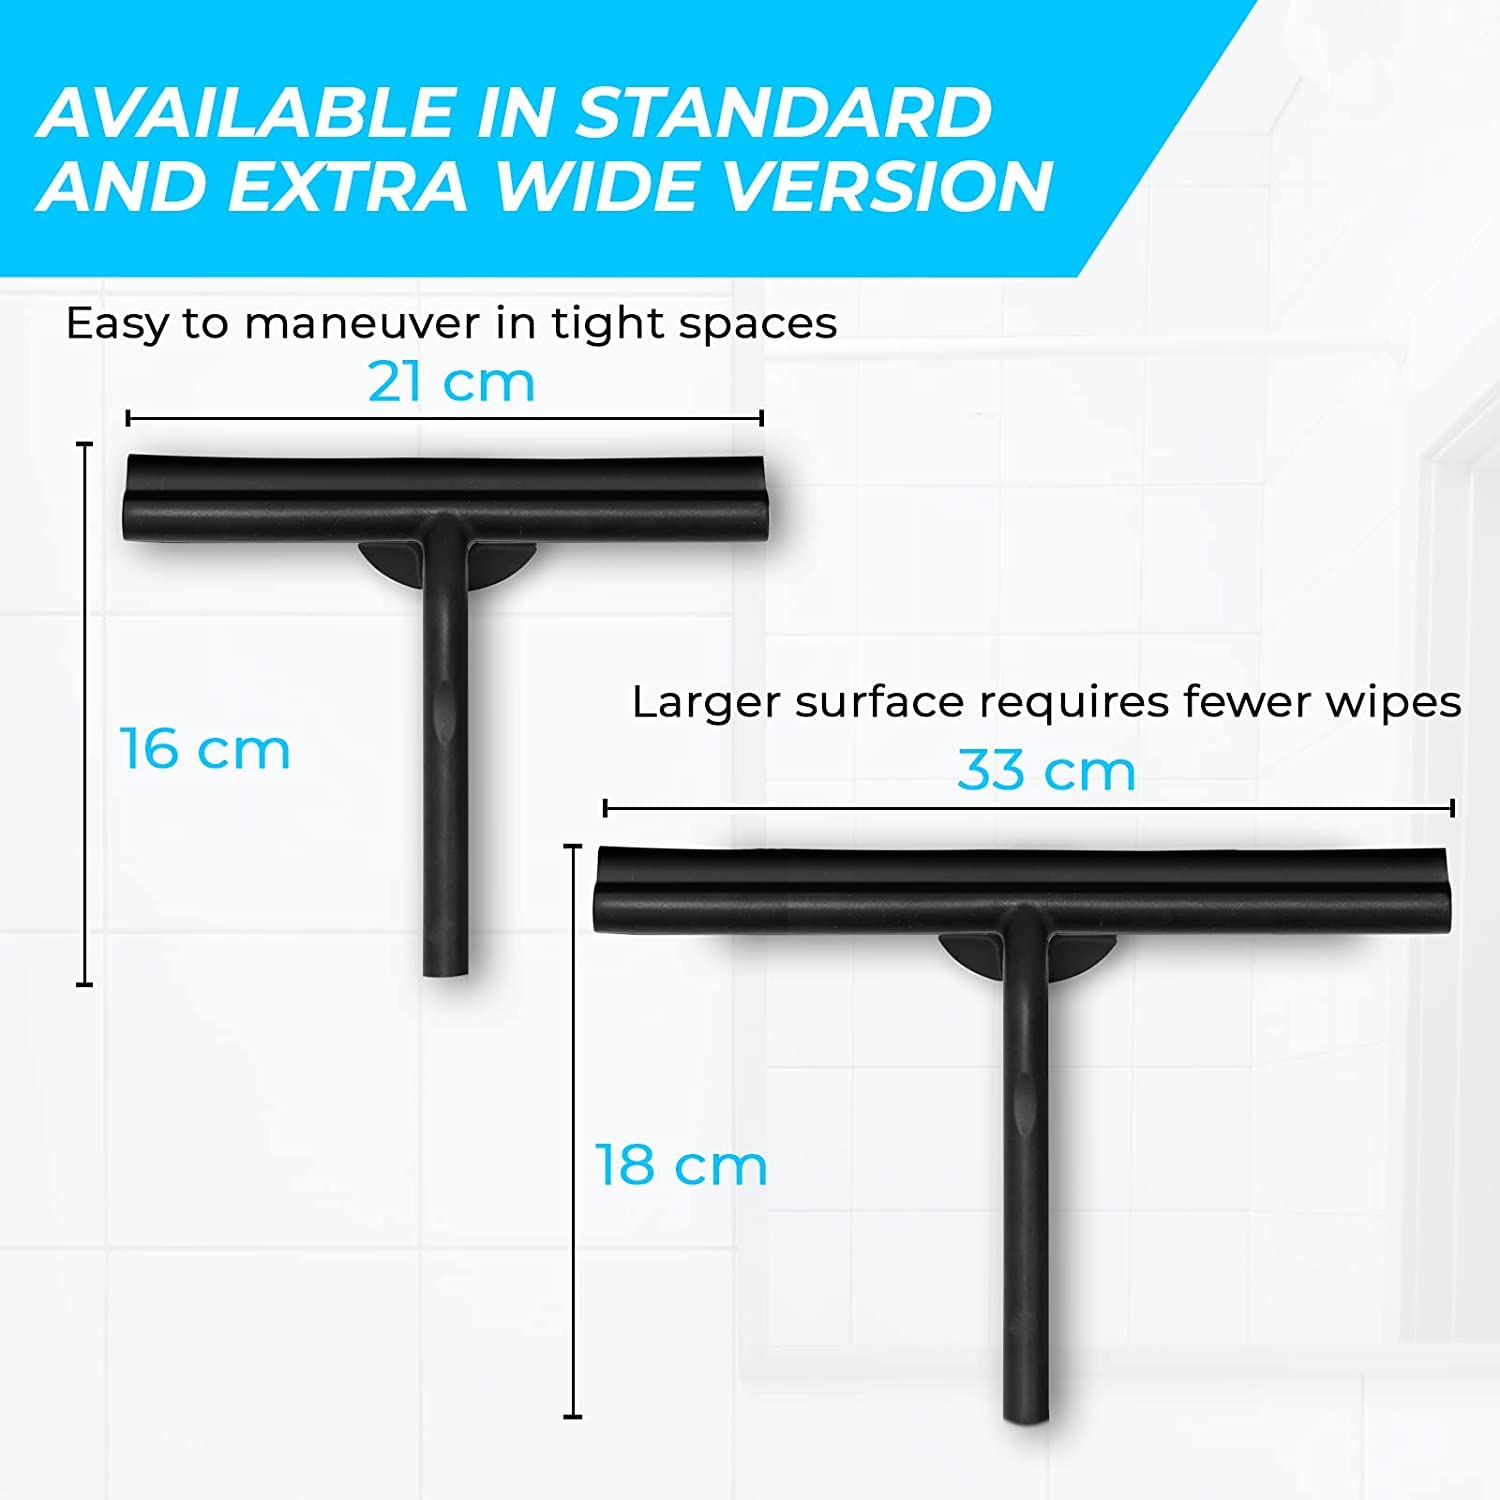 AVAILABLE IN STANDARD
AND EXTRA WIDE VERSION
Easy to maneuver in tight spaces
21 cm
16 cm
Larger surface requires fewer wipes
33 cm
18 cm